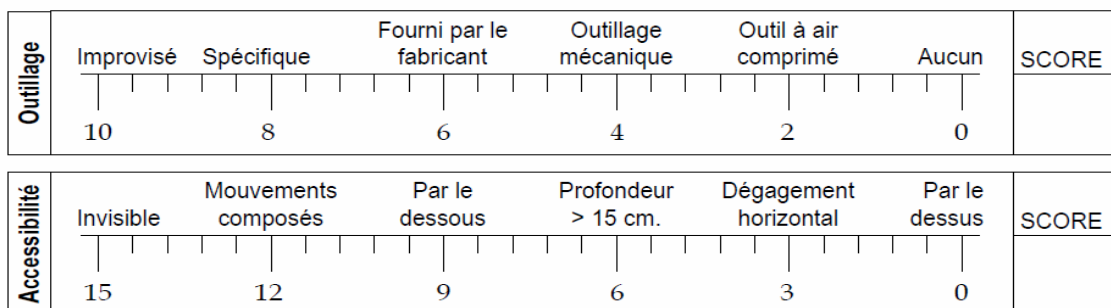 Outillage
Fourni par le Outillage Outil à air
Improvisé Spécifique fabricant mécanique comprimé Aucun SCORE
10 8 6 4 2 0
Accessibilité
Mouvements Par le Profondeur Dégagement Par le
Invisible composés dessous > 15 cm. horizontal dessus SCORE
15 12 9 6 3 0